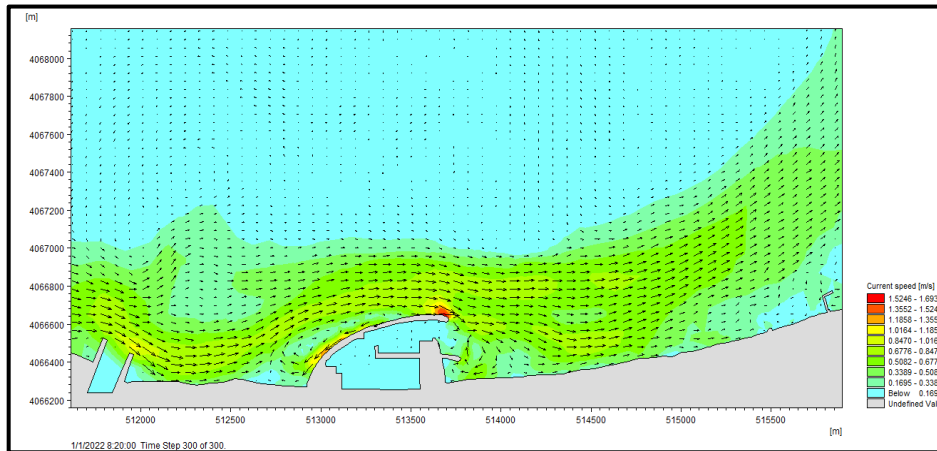 [m]
4068000
4067800
4067600
4067400
4067200
4067000
4066800
4066600
4066400
4066200
512000 512500 513000 513500 514000 514500 515000 515500
[m]
1/1/2022 8:20:00 Time Step 300 of 300.
Current speed [m/s]
1.5246 - 1.693
1.3552 - 1.524
1.1858 - 1.355
1.0164 - 1.185
0.8470 - 1.016
0.6776 - 0.847
0.5082 - 0.677
0.3389 - 0.508
0.1695 - 0.338
Below 0.169
Undefined Val